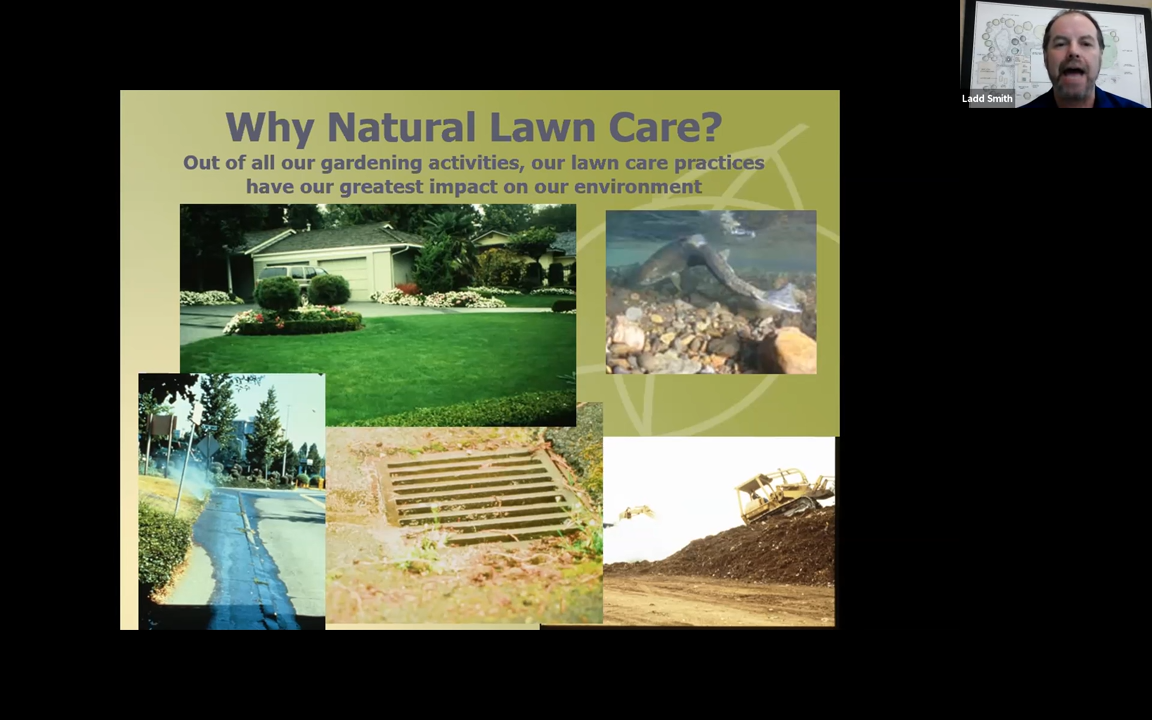 Why Natural Lawn Care?
Out of all our gardening activities, our lawn care practices
have our greatest impact on our environment
Ladd Smith